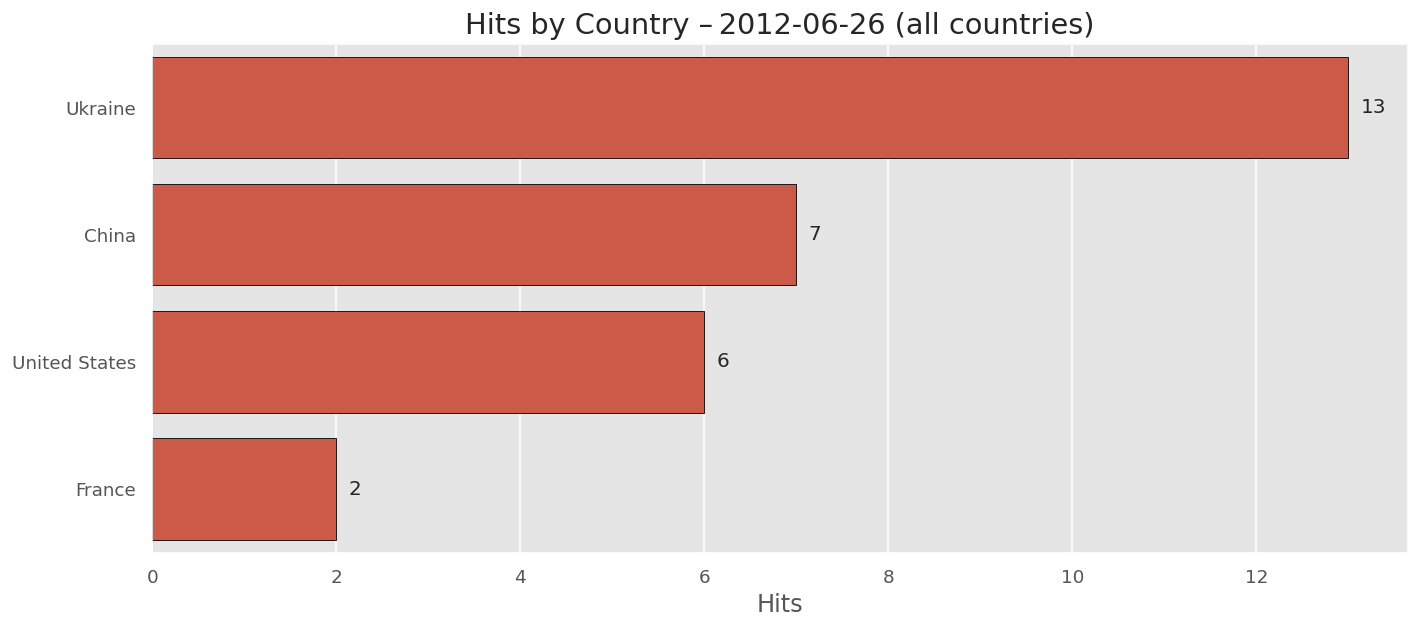 Hits by Country – 2012-06-26 (all countries)
Ukraine
13
China
7
United States
6
France
2
0 2 4 6 8 10 12
Hits